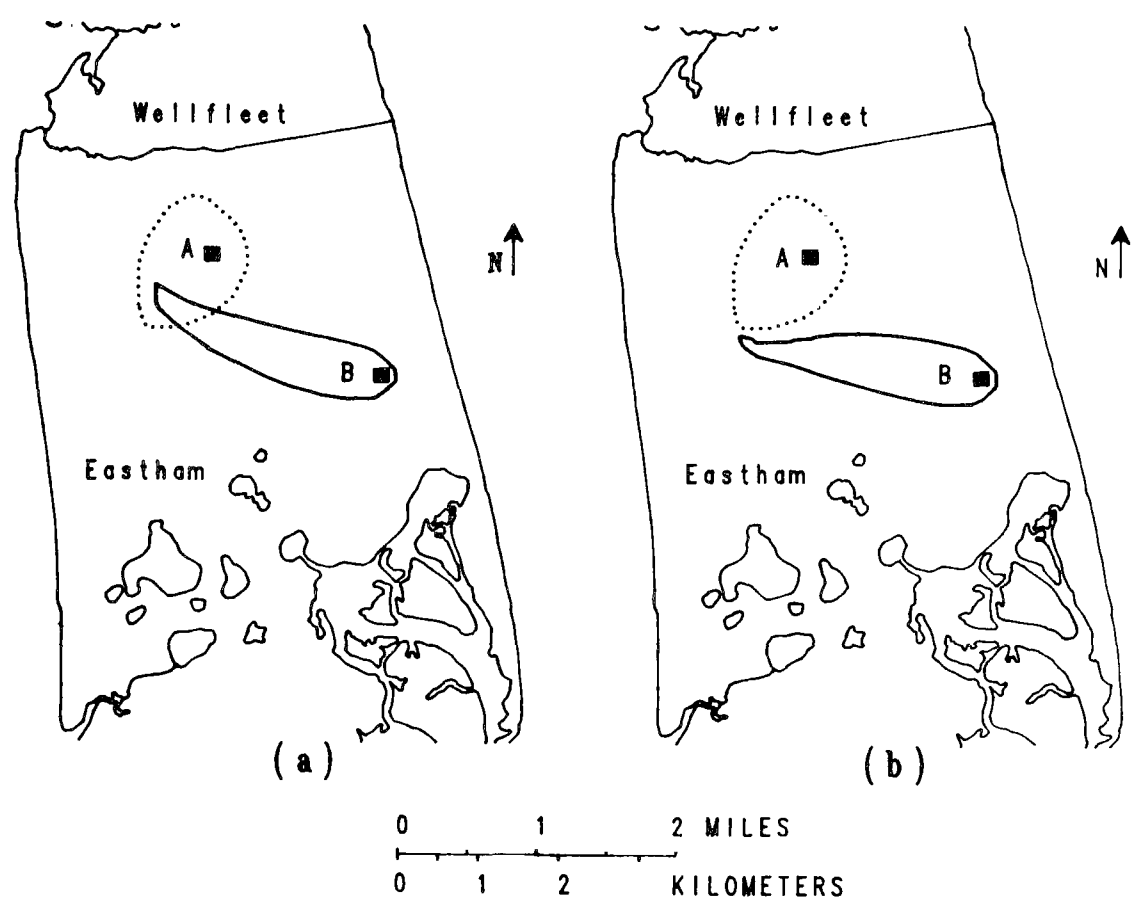 Wellfleet
A
N
B
Eastham
(a)
Wellfleet
A
N
B
Eastham
(b)
0 1 2 MILES
0 1 2 KILOMETERS